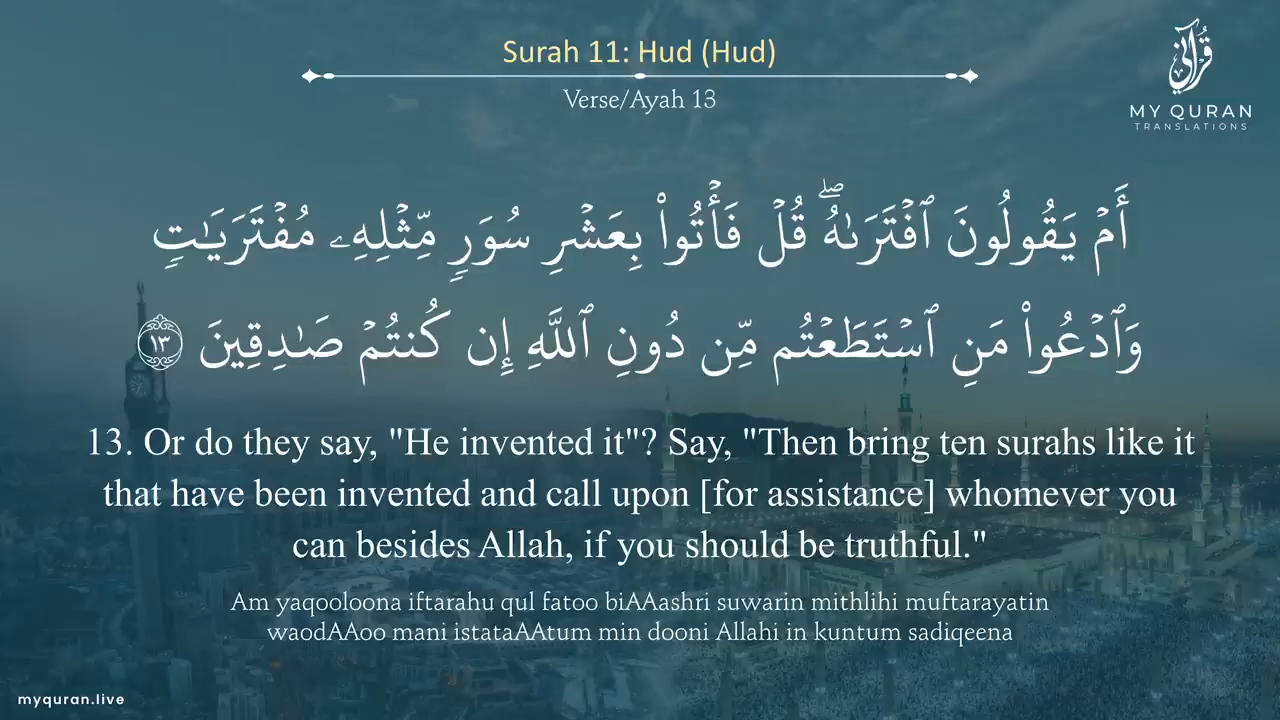 Surah 11: Hud (Hud)
Verse/Ayah 13
قرآني
MY QURAN
TRANSLATIONS
أَمْ يَقُولُونَ ٱفْتَرَىٰهُ ۖ قُلْ فَأْتُوا۟ بِعَشْرِ سُوَرٍ مِّثْلِهِۦ مُفْتَرَيَـٰتٍ
وَٱدْعُوا۟ مَنِ ٱسْتَطَعْتُم مِّن دُونِ ٱللَّهِ إِن كُنتُمْ صَـٰدِقِينَ ١٣
13. Or do they say, "He invented it"? Say, "Then bring ten surahs like it
that have been invented and call upon [for assistance] whomever you
can besides Allah, if you should be truthful."
Am yaqooloona iftarahu qul fatoo biAAashri suwarin mithlihi muftarayatin
waodAAoo mani istataAAtum min dooni Allahi in kuntum sadiqeena
myquran.live